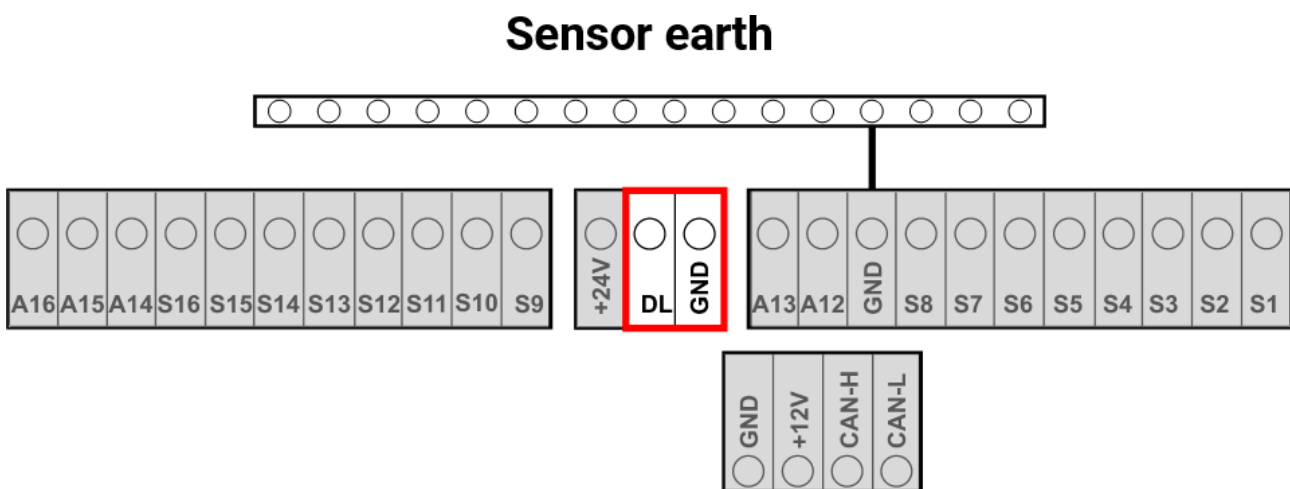 Sensor earth
A16 A15 A14 S16 S15 S14 S13 S12 S11 S10 S9 +24V DL GND A13 A12 GND S8 S7 S6 S5 S4 S3 S2 S1
GND +12V CAN-H CAN-L